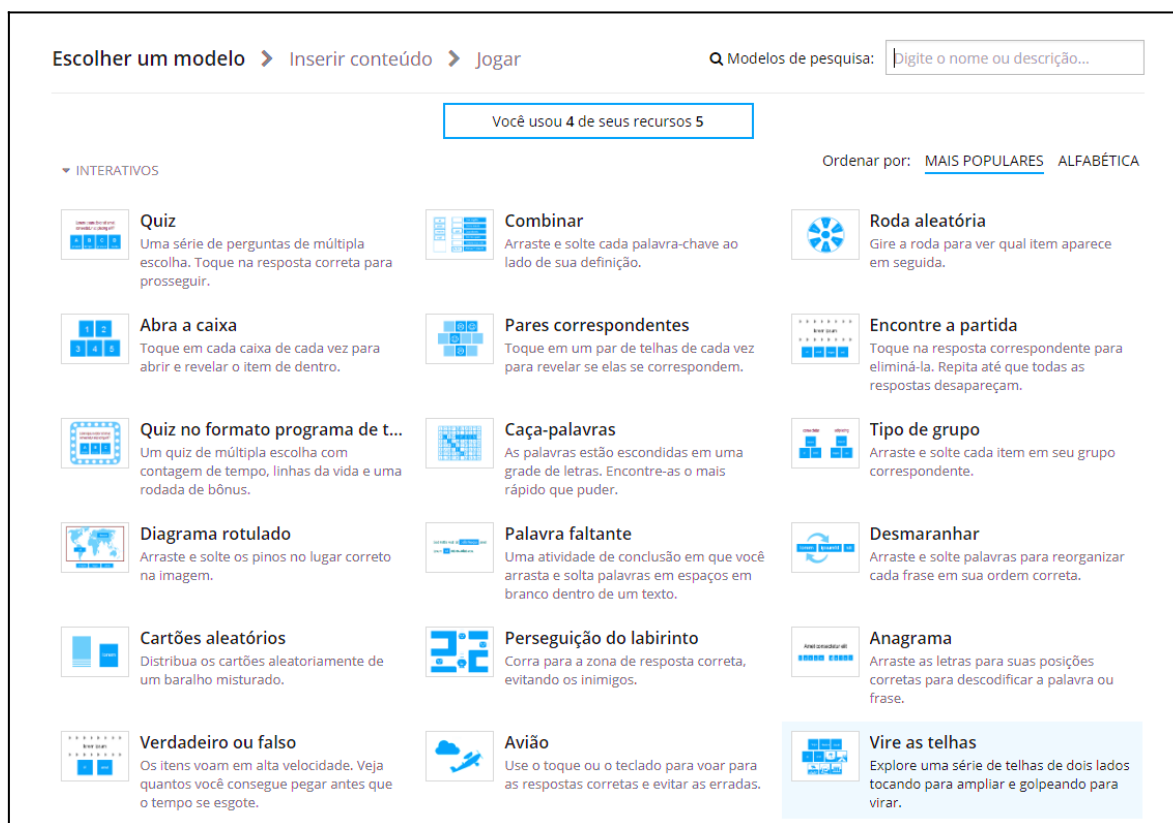 Escolher um modelo > Inserir conteúdo > Jogar
Modelos de pesquisa: Digite o nome ou descrição...
Você usou 4 de seus recursos 5
Ordenar por: MAIS POPULARES ALFABÉTICA
INTERATIVOS
Quiz
Uma série de perguntas de múltipla
escolha. Toque na resposta correta para
prosseguir.
Combinar
Arraste e solte cada palavra-chave ao
lado de sua definição.
Roda aleatória
Gire a roda para ver qual item aparece
em seguida.
Abra a caixa
Toque em cada caixa de cada vez para
abrir e revelar o item de dentro.
Pares correspondentes
Toque em um par de telhas de cada vez
para revelar se elas se correspondem.
Encontre a partida
Toque na resposta correspondente para
eliminá-la. Repita até que todas as
respostas desapareçam.
Quiz no formato programa de t...
Um quiz de múltipla escolha com
contagem de tempo, linhas da vida e uma
rodada de bônus.
Caça-palavras
As palavras estão escondidas em uma
grade de letras. Encontre-as o mais
rápido que puder.
Tipo de grupo
Arraste e solte cada item em seu grupo
correspondente.
Diagrama rotulado
Arraste e solte os pinos no lugar correto
na imagem.
Palavra faltante
Uma atividade de conclusão em que você
arrasta e solta palavras em espaços em
branco dentro de um texto.
Desmaranhar
Arraste e solte palavras para reorganizar
cada frase em sua ordem correta.
Cartões aleatórios
Distribua os cartões aleatoriamente de
um baralho misturado.
Perseguição do labirinto
Corra para a zona de resposta correta,
evitando os inimigos.
Anagrama
Arraste as letras para suas posições
corretas para descodificar a palavra ou
frase.
Verdadeiro ou falso
Os itens voam em alta velocidade. Veja
quantos você consegue pegar antes que
o tempo se esgote.
Avião
Use o toque ou o teclado para voar para
as respostas corretas e evitar as erradas.
Vire as telhas
Explore uma série de telhas de dois lados
tocando para ampliar e golpeando para
virar.